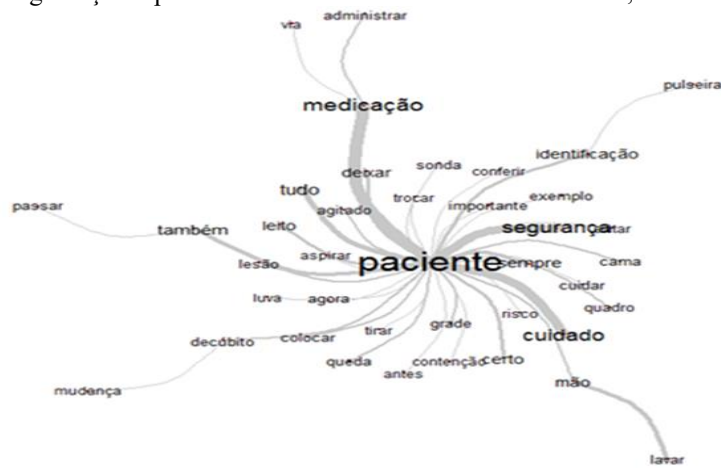 administrar
via
medicação
pulseira
identificação
sonda
conferir
deixar
tudo
trocar
exemplo
importante
agitado
passar
também
leito
segurança
aspirar
paciente
sempre
cama
lesão
cuidar
luva
agora
quadro
risco
grade
tirar
colocar
decúbito
cuidado
queda
contenção
certo
antes
mão
mudança
lavar